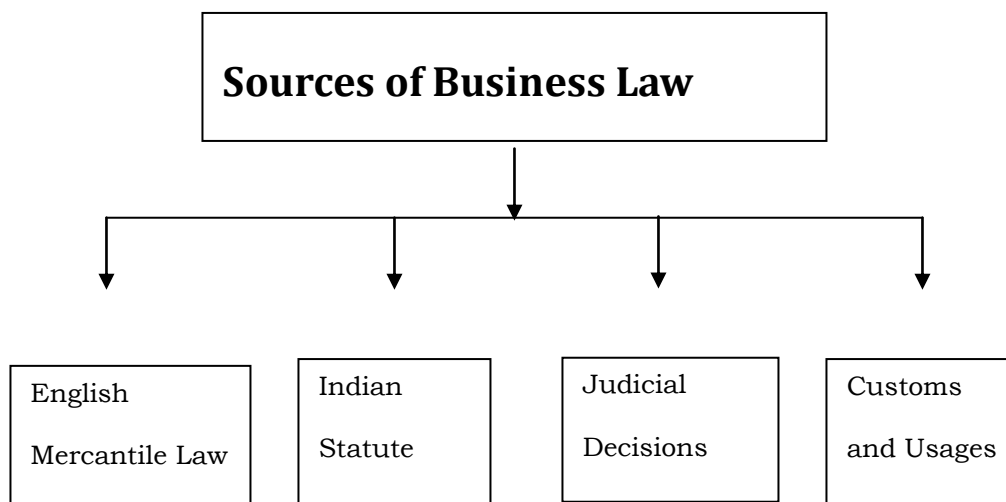 Sources of Business Law
English
Mercantile Law
Indian
Statute
Judicial
Decisions
Customs
and Usages